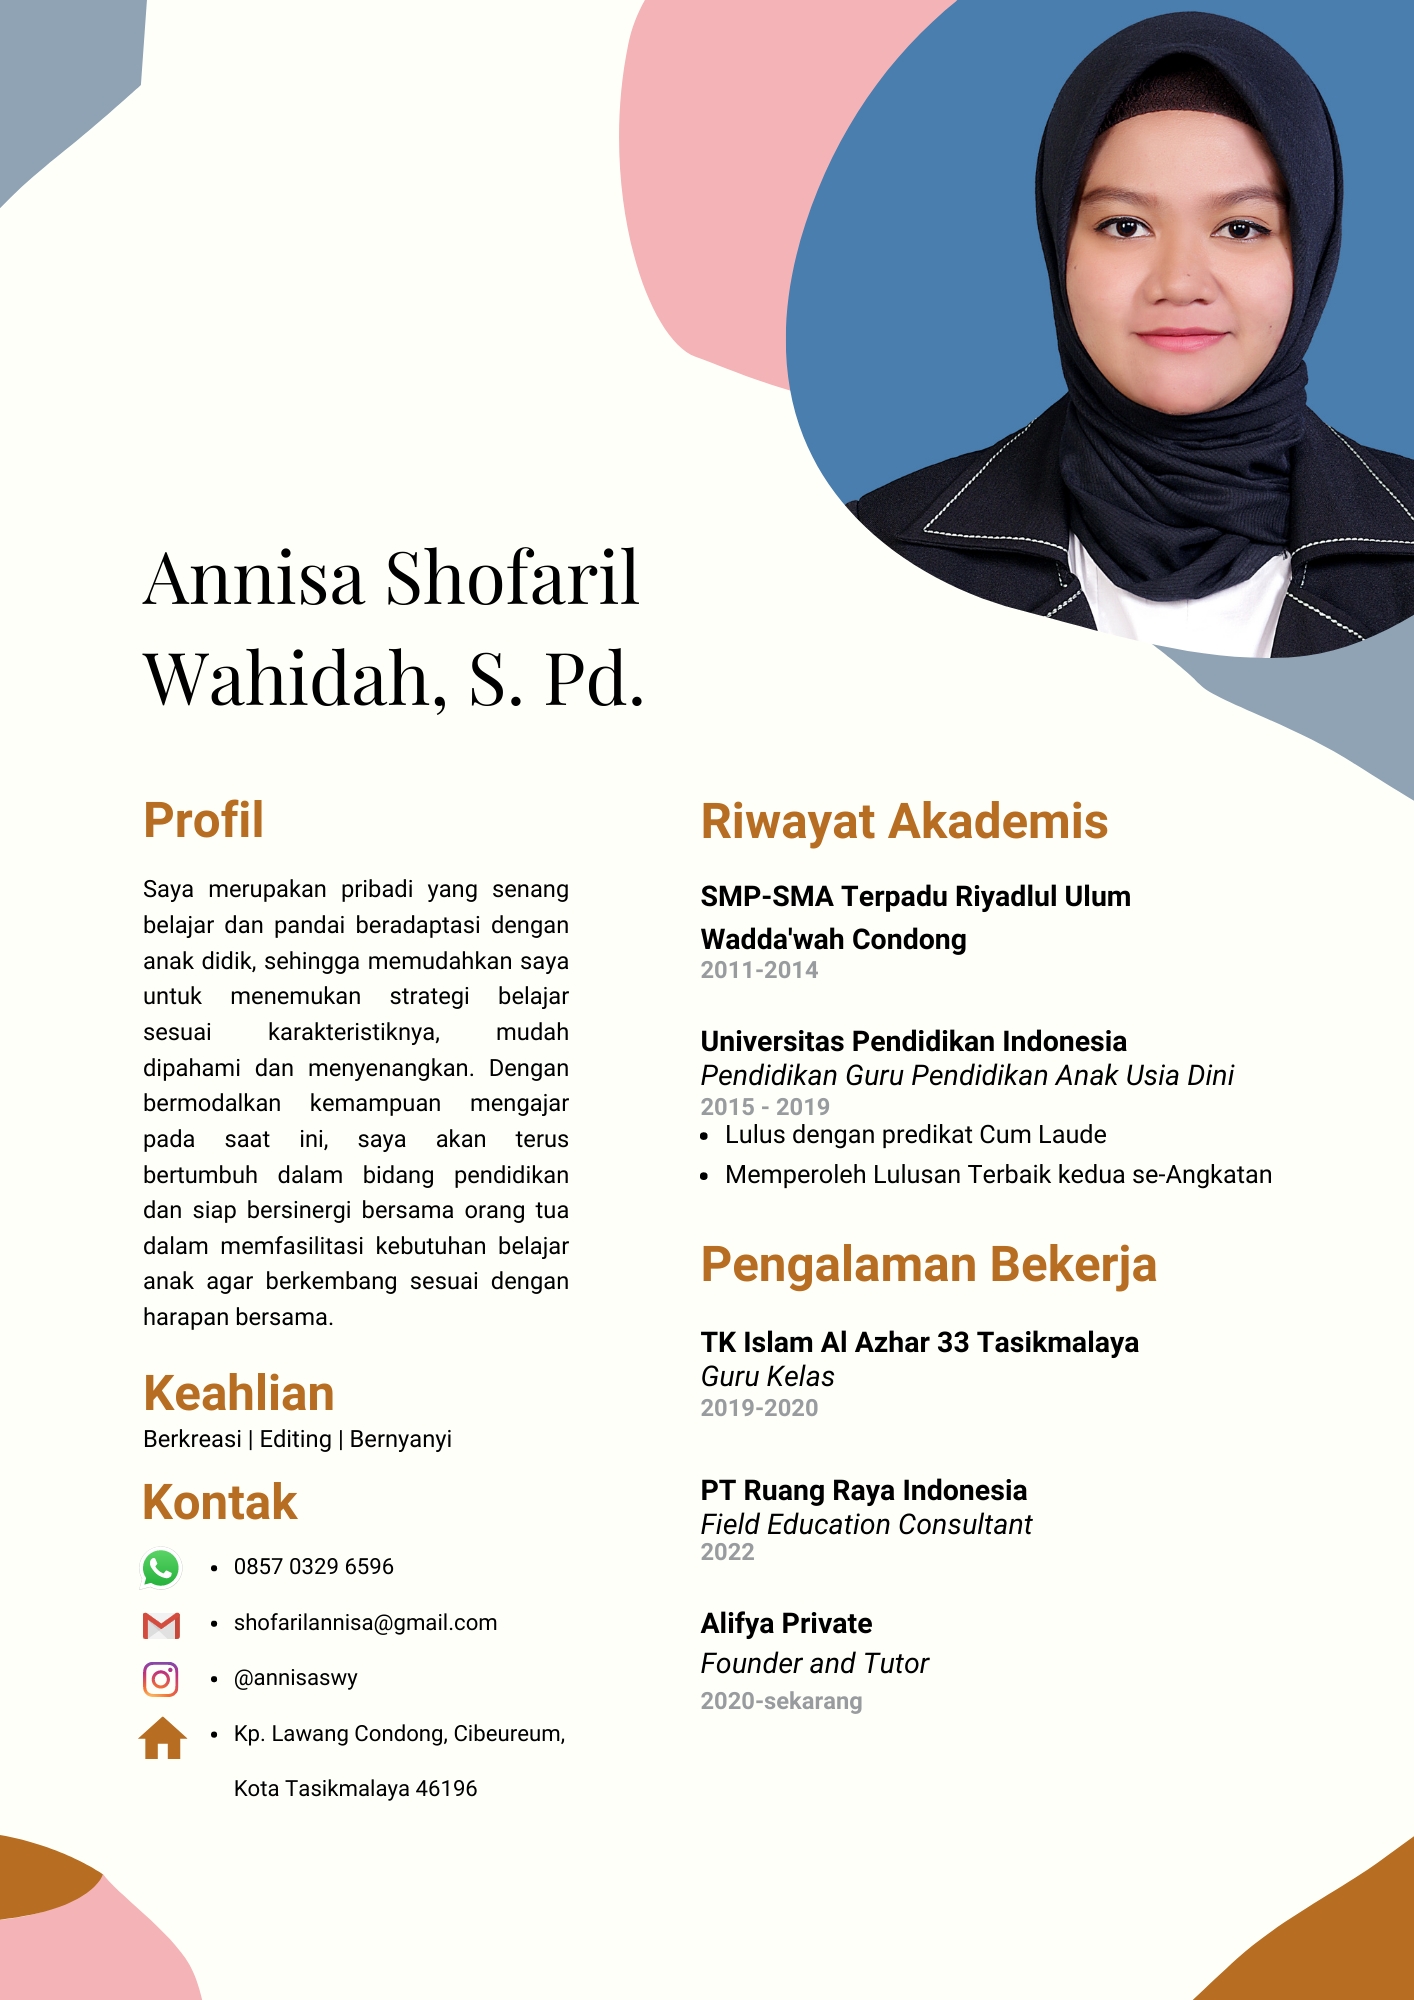 Annisa Shofaril
Wahidah, S. Pd.
Profil
Saya merupakan pribadi yang senang
belajar dan pandai beradaptasi dengan
anak didik, sehingga memudahkan saya
untuk menemukan strategi belajar
sesuai karakteristiknya, mudah
dipahami dan menyenangkan. Dengan
bermodalkan kemampuan mengajar
pada saat ini, saya akan terus
bertumbuh dalam bidang pendidikan
dan siap bersinergi bersama orang tua
dalam memfasilitasi kebutuhan belajar
anak agar berkembang sesuai dengan
harapan bersama.
Keahlian
Berkreasi | Editing | Bernyanyi
Kontak
• 0857 0329 6596
• shofarilannisa@gmail.com
• @annisaswy
• Kp. Lawang Condong, Cibeureum,
Kota Tasikmalaya 46196
Riwayat Akademis
SMP-SMA Terpadu Riyadlul Ulum
Wadda'wah Condong
2011-2014
Universitas Pendidikan Indonesia
Pendidikan Guru Pendidikan Anak Usia Dini
2015 - 2019
• Lulus dengan predikat Cum Laude
• Memperoleh Lulusan Terbaik kedua se-Angkatan
Pengalaman Bekerja
TK Islam Al Azhar 33 Tasikmalaya
Guru Kelas
2019-2020
PT Ruang Raya Indonesia
Field Education Consultant
2022
Alifya Private
Founder and Tutor
2020-sekarang